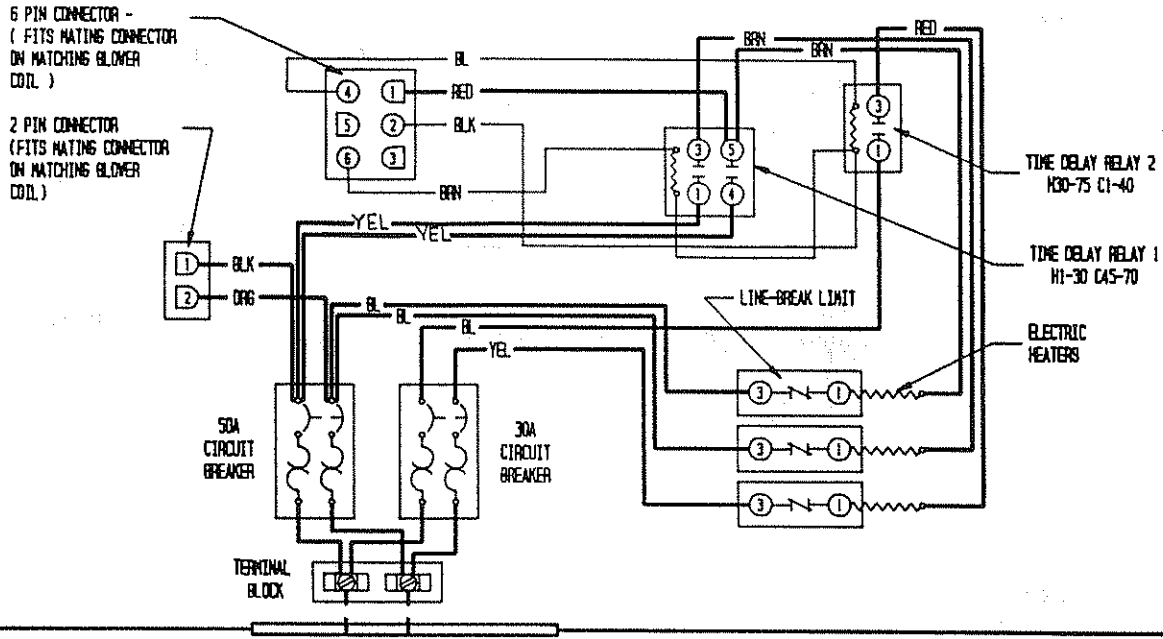 6 PIN CONNECTOR -
( FITS MATING CONNECTOR
ON MATCHING BLOWER
COIL )
2 PIN CONNECTOR
(FITS MATING CONNECTOR
ON MATCHING BLOWER
COIL)
BL
RED
BLK
BRN
4
1
5
2
6
3
BRN
BRN
RED
3
5
1
4
3
1
TIME DELAY RELAY 2
H30-75 C1-40
TIME DELAY RELAY 1
H1-30 C45-70
YEL
YEL
1
BLK
2
ORG
BL
BL
BL
YEL
LINE-BREAK LIMIT
ELECTRIC
HEATERS
3
1
3
1
3
1
50A
CIRCUIT
BREAKER
30A
CIRCUIT
BREAKER
TERMINAL
BLOCK